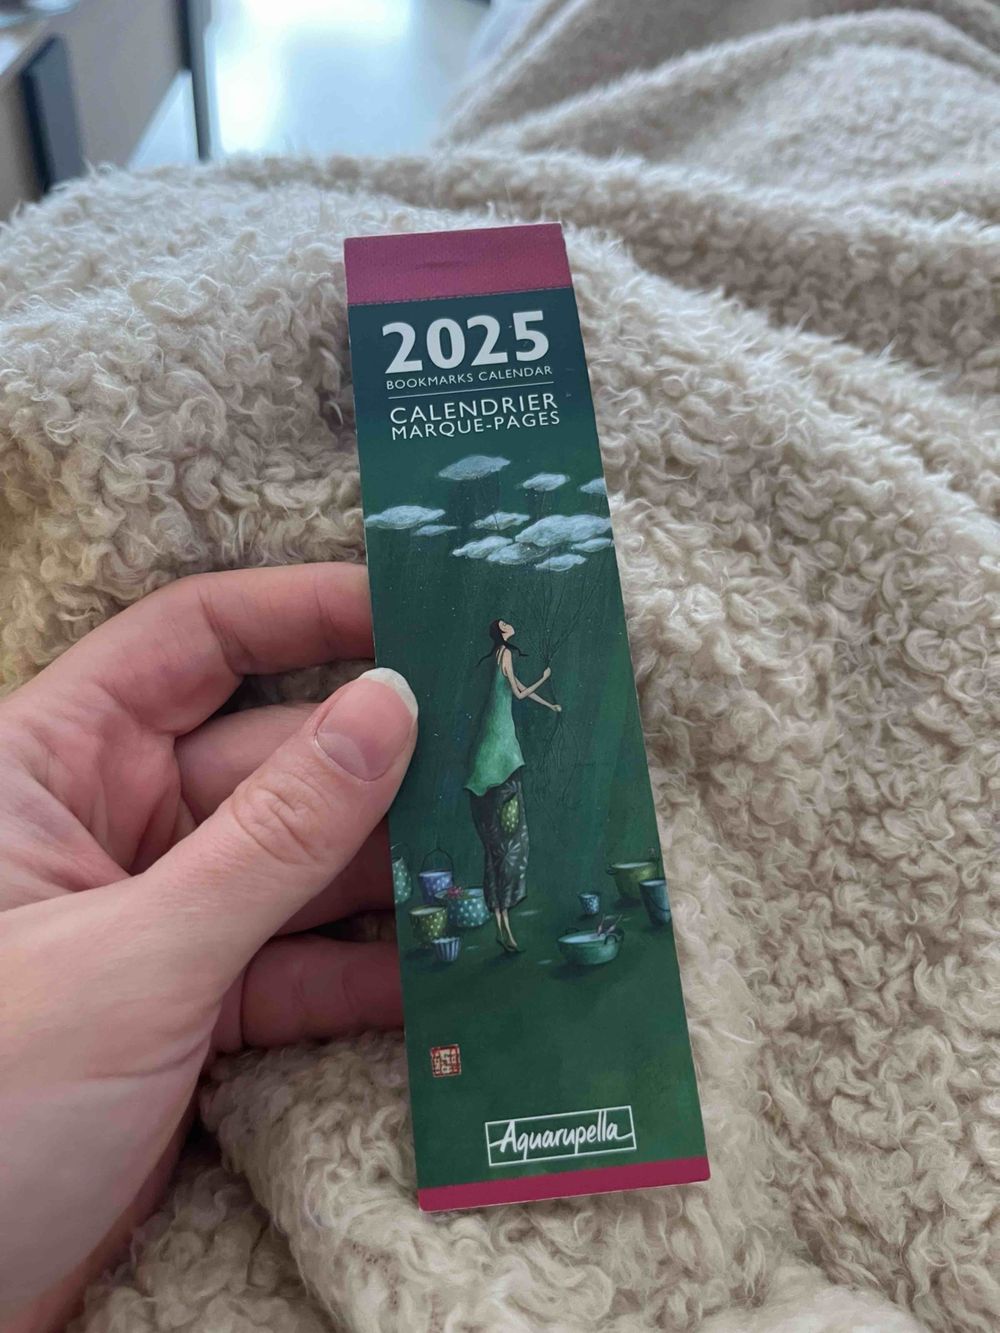 2025
BOOKMARKS CALENDAR
CALENDRIER
MARQUE-PAGES
Aquarupella